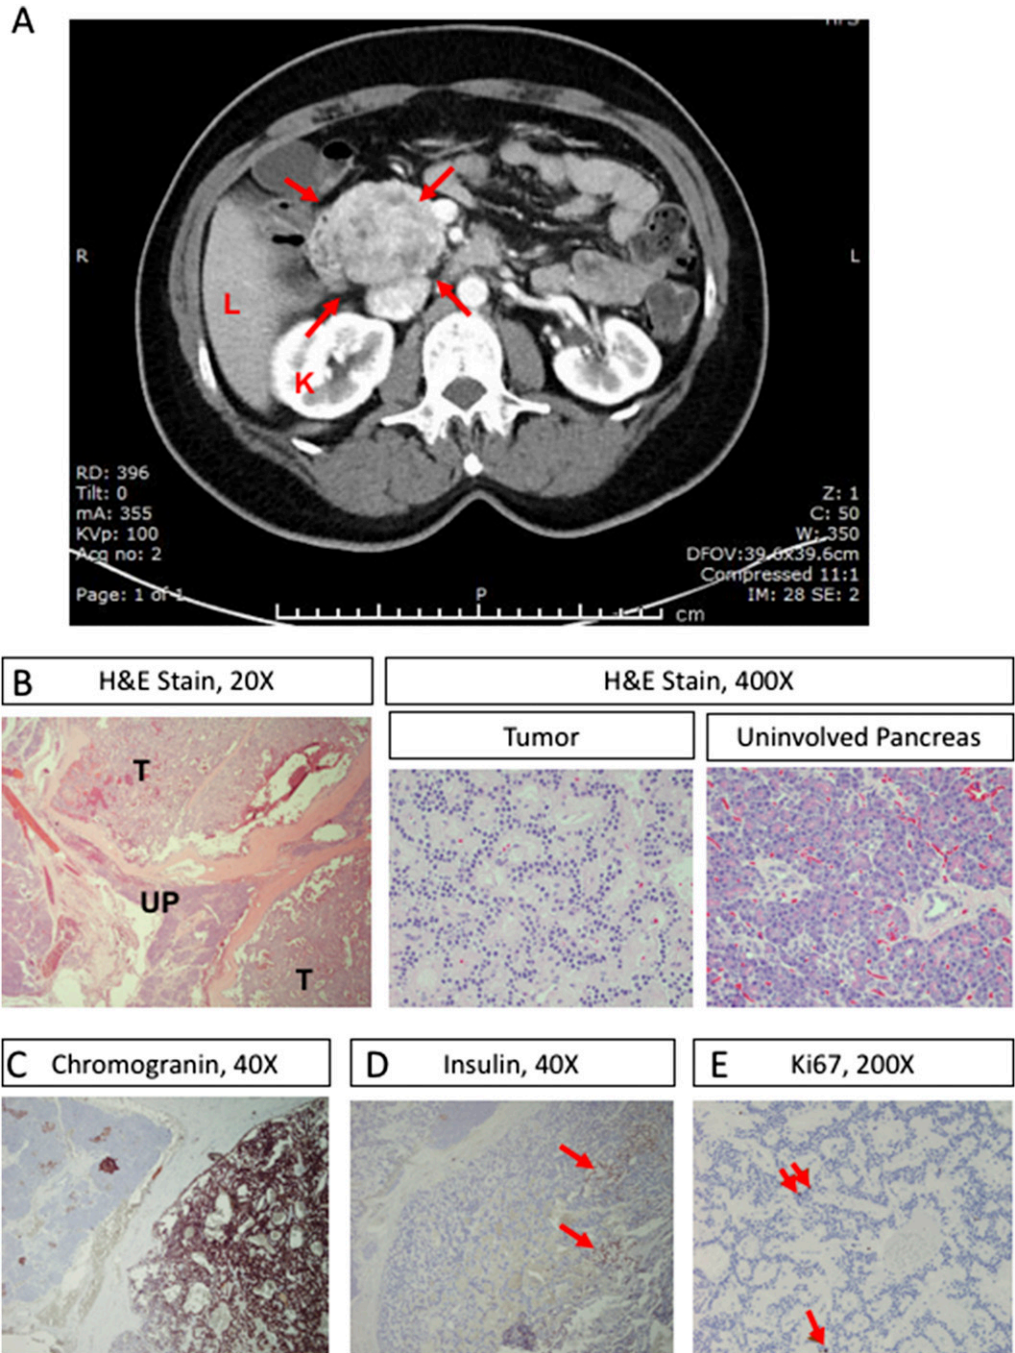 A
R
L
L
K
RD: 396
Tilt: 0
mA: 355
KVp: 100
Acq no: 2
Page: 1 of 1
Z: 1
C: 50
W: 350
DFOV:39.6x39.6cm
Compressed 11:1
IM: 28 SE: 2
P
cm
B H&E Stain, 20X
H&E Stain, 400X
Tumor
Uninvolved Pancreas
T
UP
T
C Chromogranin, 40X
D Insulin, 40X
E Ki67, 200X